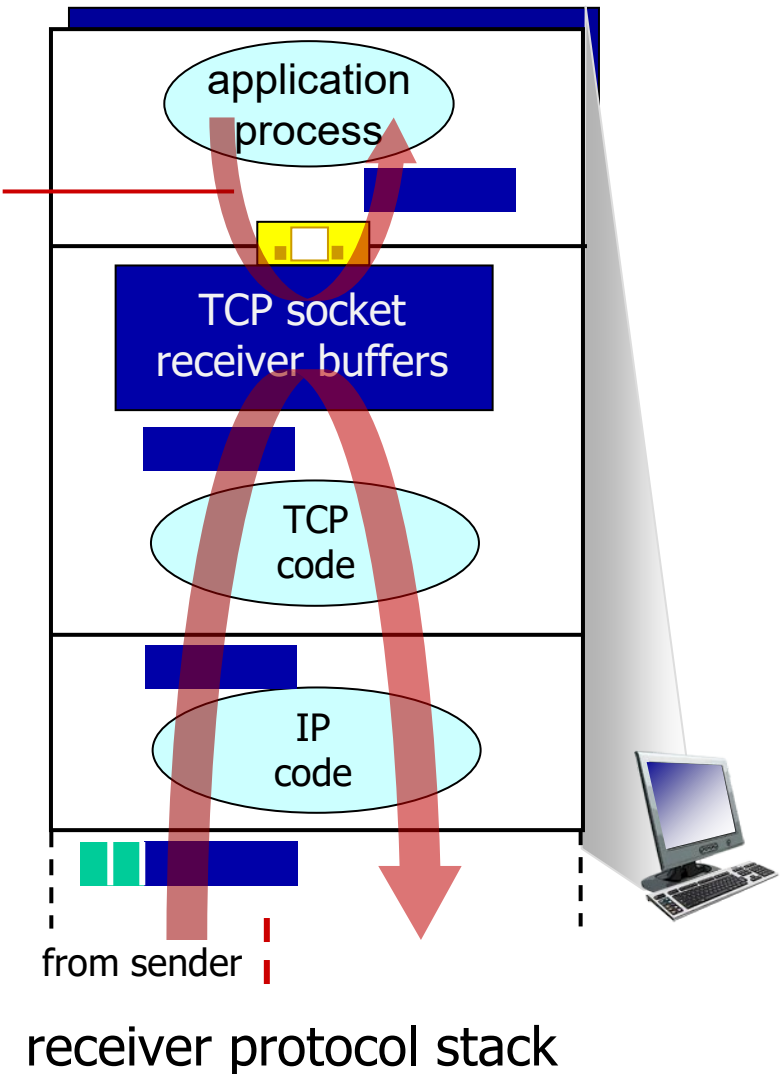 application
process
TCP socket
receiver buffers
TCP
code
IP
code
from sender
receiver protocol stack